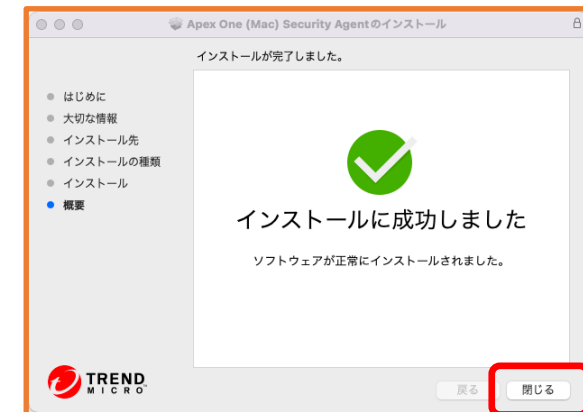 Apex One (Mac) Security Agentのインストール
インストールが完了しました。
はじめに
大切な情報
インストール先
インストールの種類
インストール
概要
インストールに成功しました
ソフトウェアが正常にインストールされました。
TREND
MICRO
戻る
閉じる